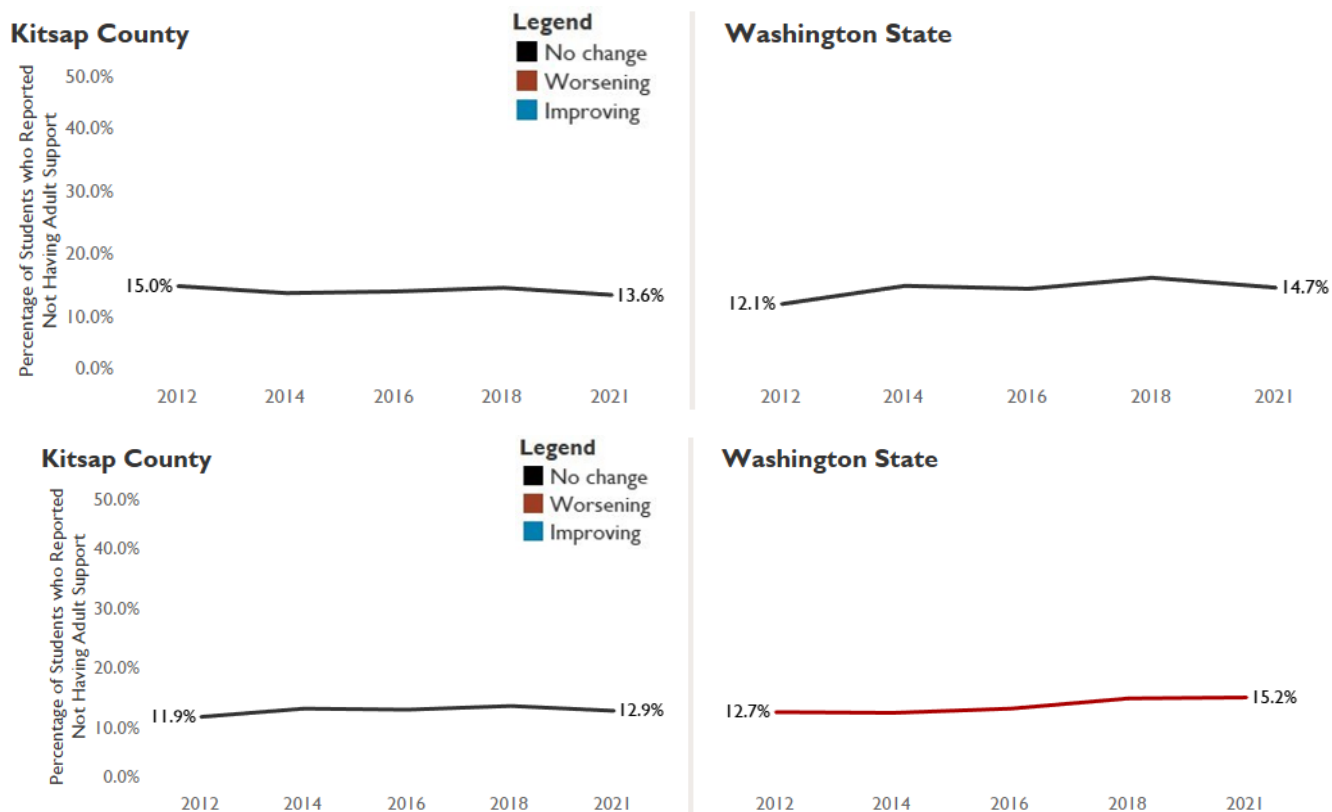 Kitsap County
Legend
No change
Worsening
Improving
Percentage of Students who Reported
Not Having Adult Support
50.0%
40.0%
30.0%
20.0%
10.0%
0.0%
15.0%
13.6%
2012
2014
2016
2018
2021
Washington State
12.1%
14.7%
2012
2014
2016
2018
2021
Kitsap County
Legend
No change
Worsening
Improving
Percentage of Students who Reported
Not Having Adult Support
50.0%
40.0%
30.0%
20.0%
10.0%
0.0%
11.9%
12.9%
2012
2014
2016
2018
2021
Washington State
12.7%
15.2%
2012
2014
2016
2018
2021